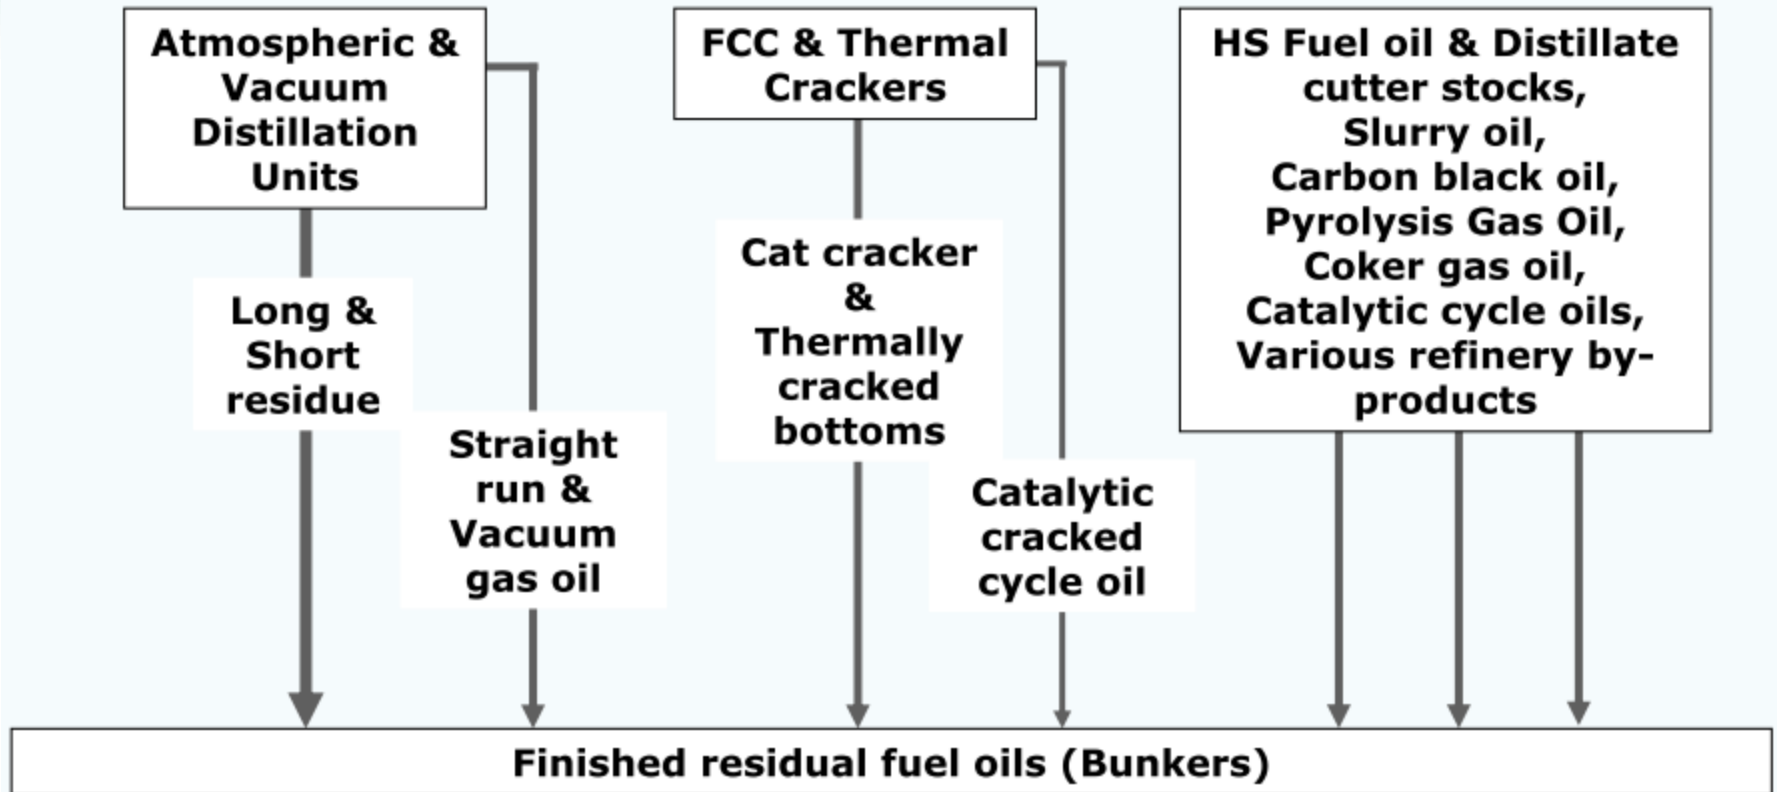 Atmospheric &
Vacuum
Distillation
Units
FCC & Thermal
Crackers
HS Fuel oil & Distillate
cutter stocks,
Slurry oil,
Carbon black oil,
Pyrolysis Gas Oil,
Coker gas oil,
Catalytic cycle oils,
Various refinery by-
products
Long &
Short
residue
Straight
run &
Vacuum
gas oil
Cat cracker
&
Thermally
cracked
bottoms
Catalytic
cracked
cycle oil
Finished residual fuel oils (Bunkers)